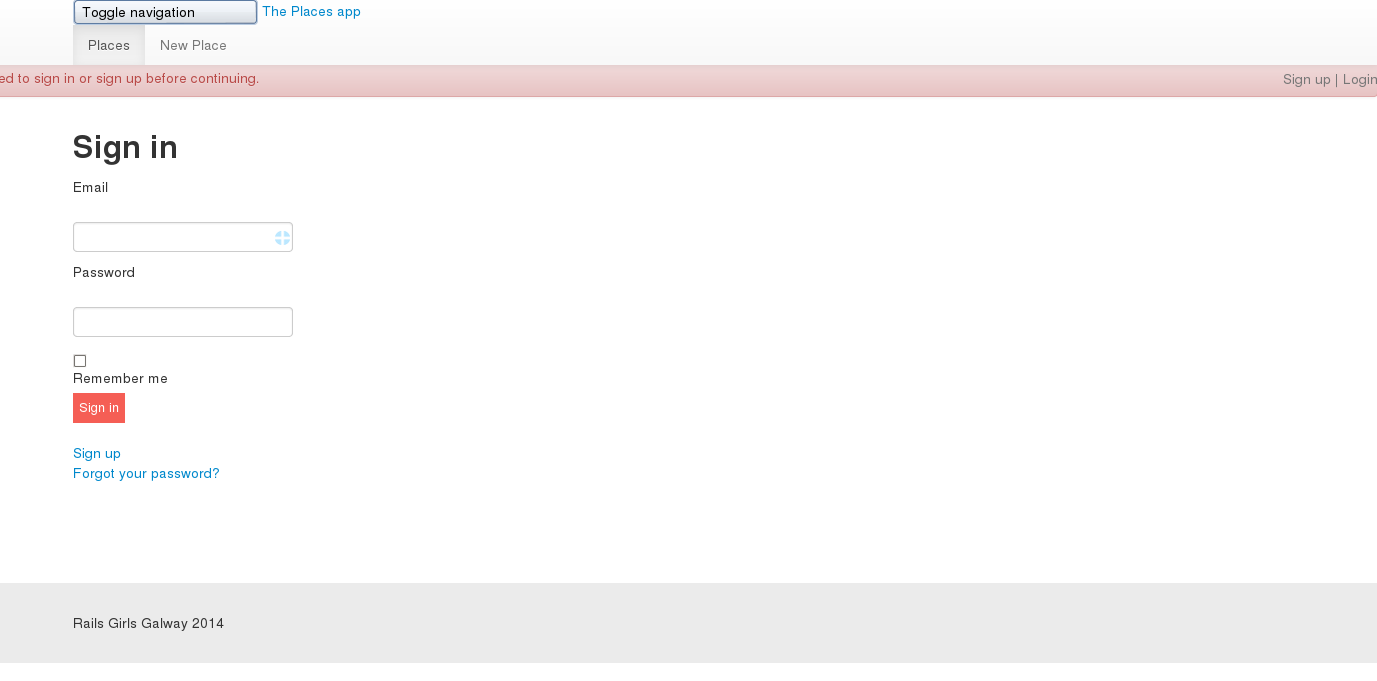 Toggle navigation The Places app
Places New Place
ed to sign in or sign up before continuing. Sign up | Login
Sign in
Email
Password
Remember me
Sign in
Sign up
Forgot your password?
Rails Girls Galway 2014